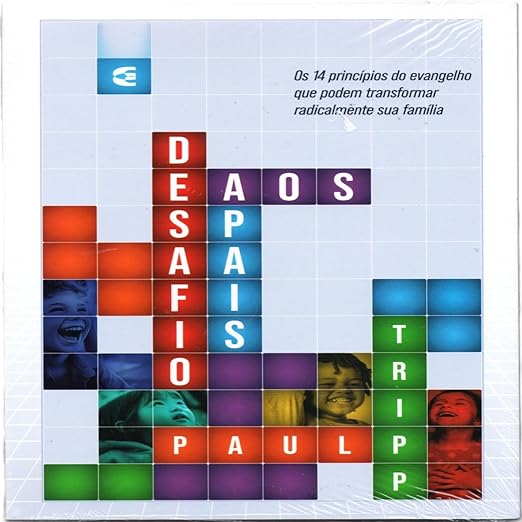 Os 14 princípios do evangelho
que podem transformar
radicalmente sua família
DESAFIO
AOS
PAIS
PAUL
TRIPP